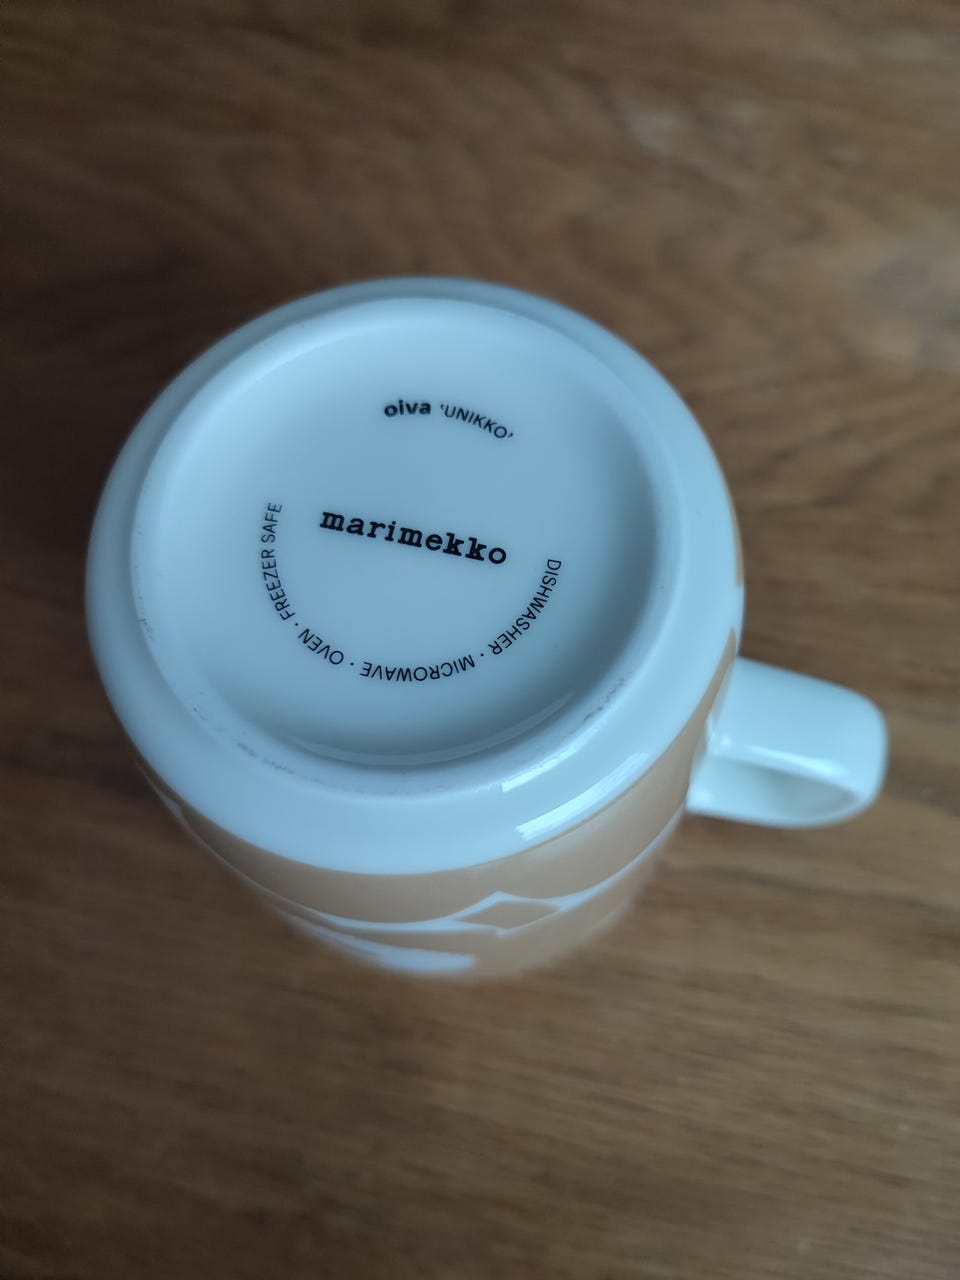 oiva 'UNIKKO'
marimekko
DISHWASHER · MICROWAVE · OVEN · FREEZER SAFE